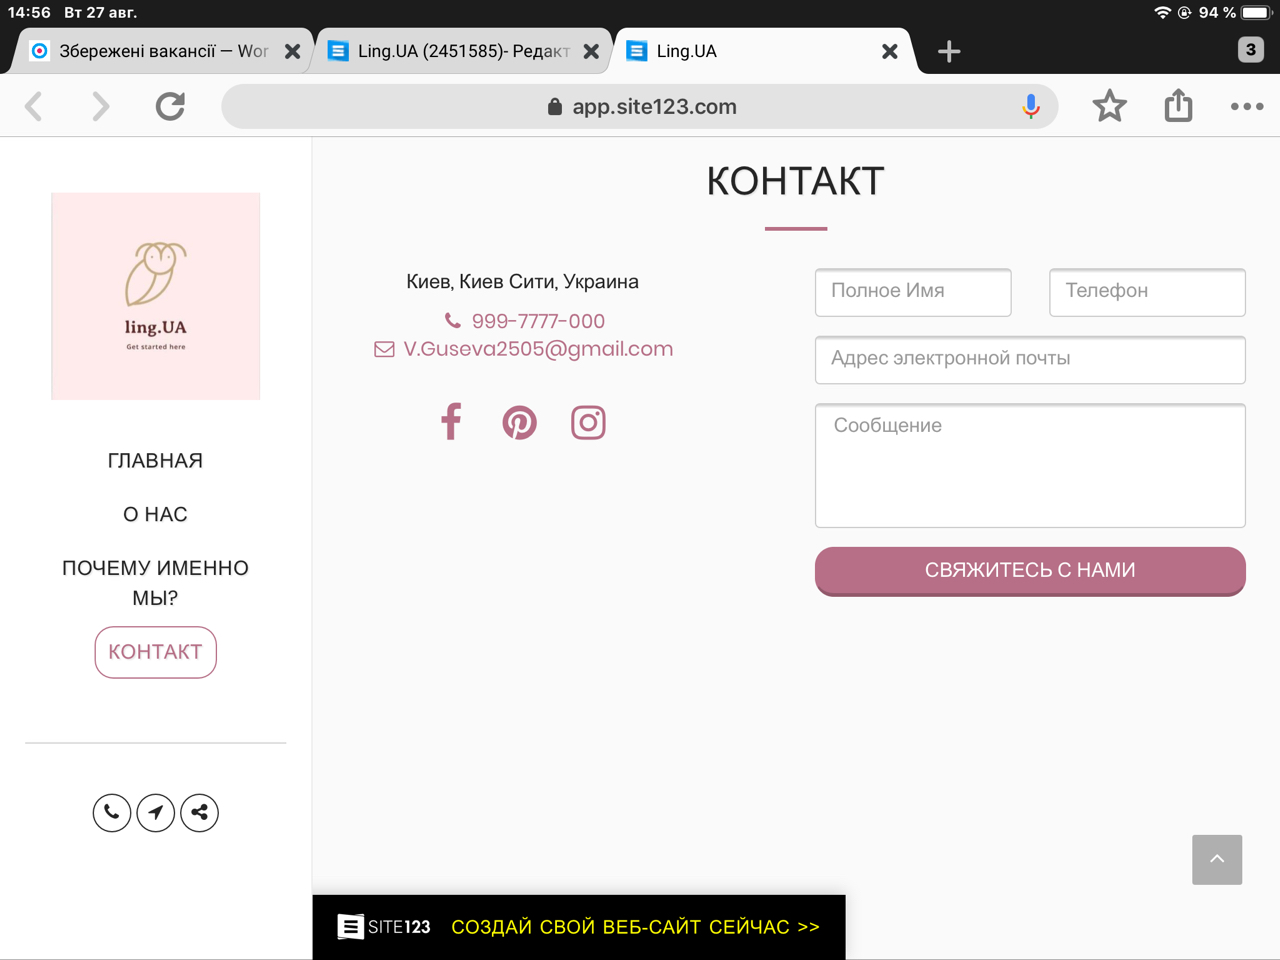 14:56 Вт 27 авг.
94 %
Збережені вакансії — Wor
Ling.UA (2451585)- Редакт
Ling.UA
3
app.site123.com
ling.UA
Get started here
ГЛАВНАЯ
О НАС
ПОЧЕМУ ИМЕННО
МЫ?
КОНТАКТ
КОНТАКТ
Киев, Киев Сити, Украина
999-7777-000
V.Guseva2505@gmail.com
Полное Имя
Телефон
Адрес электронной почты
Сообщение
СВЯЖИТЕСЬ С НАМИ
SITE123 СОЗДАЙ СВОЙ ВЕБ-САЙТ СЕЙЧАС >>